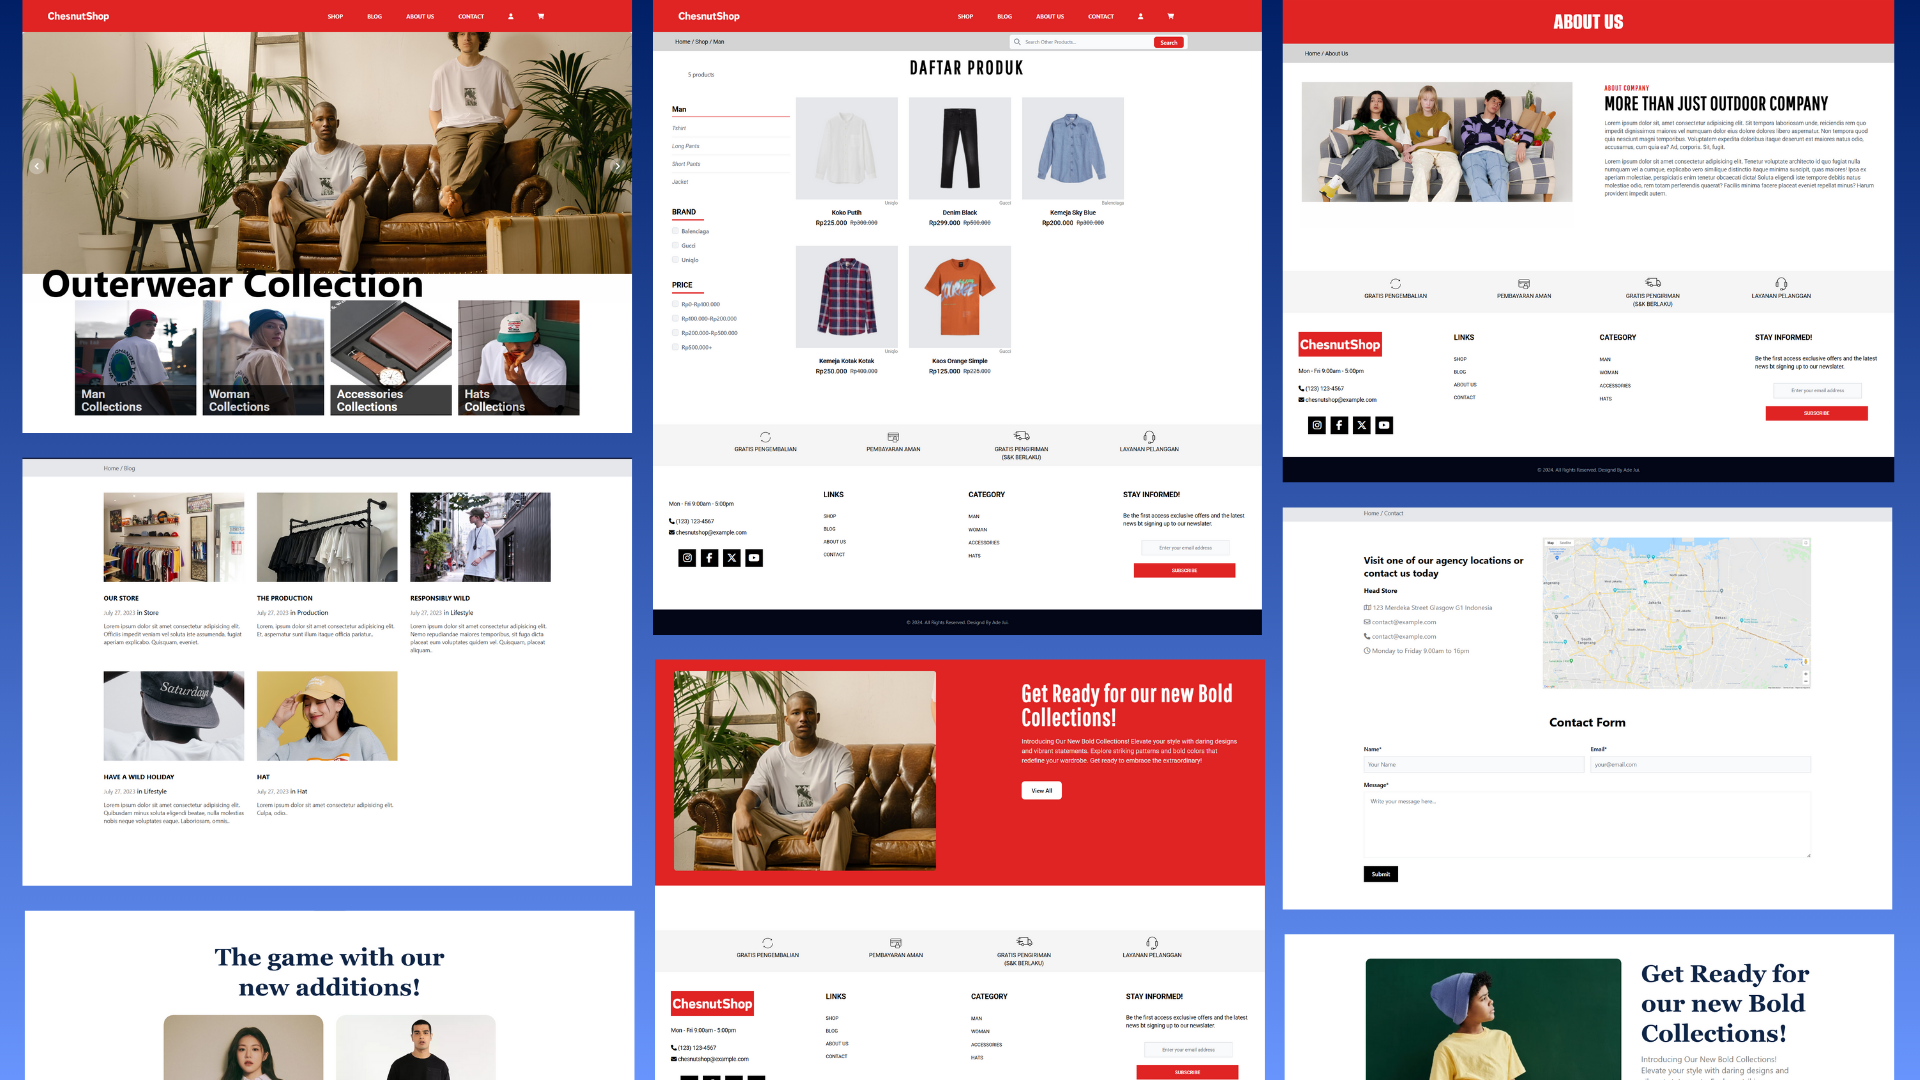 ChesnutShop
SHOP BLOG ABOUT US CONTACT
Outerwear Collection
Man
Collections
Woman
Collections
Accessories
Collections
Hats
Collections
Home / Blog
OUR STORE
July 27, 2023 in Store
Lorem ipsum dolor sit amet consectetur adipisicing elit.
Officiis impedit veniam vel soluta iste assumenda, fugiat
aperiam explicabo. Quisquam, eveniet.
THE PRODUCTION
July 27, 2023 in Production
Lorem, ipsum dolor sit amet consectetur adipisicing elit.
Et, aspernatur sunt illum itaque officia pariatur..
RESPONSIBLY WILD
July 27, 2023 in Lifestyle
Lorem ipsum dolor sit amet consectetur adipisicing elit.
Nemo repudiandae maiores temporibus, sit fuga dicta
placeat eum voluptates quidem vel. Quisquam, placeat
aliquam.
Saturdays
HAVE A WILD HOLIDAY
July 27, 2023 in Lifestyle
Lorem ipsum dolor sit amet consectetur adipisicing elit.
Quibusdam minus soluta eligendi beatae, nulla molestias
nobis neque voluptates eaque. Laboriosam, omnis..
HAT
July 27, 2023 in Hat
Lorem ipsum dolor sit amet consectetur adipisicing elit.
Culpa, odio.
The game with our
new additions!
ChesnutShop
SHOP BLOG ABOUT US CONTACT
Home / Shop / Man
Search Other Products...
Search
5 products
DAFTAR PRODUK
Man
Tshirt
Long Pants
Short Pants
Jacket
BRAND
Balenciaga
Gucci
Uniqlo
PRICE
Rp0-Rp100.000
Rp100.000-Rp200.000
Rp200.000-Rp500.000
Rp500.000+
Uniqlo
Koko Putih
Rp225.000 Rp300.000
Gucci
Denim Black
Rp299.000 Rp500.000
Balenciaga
Kemeja Sky Blue
Rp200.000 Rp300.000
Uniqlo
Kemeja Kotak Kotak
Rp250.000 Rp400.000
Gucci
Kaos Orange Simple
Rp125.000 Rp225.000
GRATIS PENGEMBALIAN
PEMBAYARAN AMAN
GRATIS PENGIRIMAN
(S&K BERLAKU)
LAYANAN PELANGGAN
Mon - Fri 9:00am - 5:00pm
(123) 123-4567
chesnutshop@example.com
LINKS
SHOP
BLOG
ABOUT US
CONTACT
CATEGORY
MAN
WOMAN
ACCESSORIES
HATS
STAY INFORMED!
Be the first access exclusive offers and the latest
news bt signing up to our newslater.
Enter your email address
SUBSCRIBE
© 2024. All Rights Reserved. Designd By Ade Jui.
Get Ready for our new Bold
Collections!
Introducing Our New Bold Collections! Elevate your style with daring designs
and vibrant statements. Explore striking patterns and bold colors that
redefine your wardrobe. Get ready to embrace the extraordinary!
View All
GRATIS PENGEMBALIAN
PEMBAYARAN AMAN
GRATIS PENGIRIMAN
(S&K BERLAKU)
LAYANAN PELANGGAN
ChesnutShop
Mon - Fri 9:00am - 5:00pm
(123) 123-4567
chesnutshop@example.com
LINKS
SHOP
BLOG
ABOUT US
CONTACT
CATEGORY
MAN
WOMAN
ACCESSORIES
HATS
STAY INFORMED!
Be the first access exclusive offers and the latest
news bt signing up to our newslater.
Enter your email address
SUBSCRIBE
ABOUT US
Home / About Us
ABOUT COMPANY
MORE THAN JUST OUTDOOR COMPANY
Lorem ipsum dolor sit, amet consectetur adipisicing elit. Sit tempora laboriosam unde, reiciendis rem quo
impedit dignissimos maiores vel numquam dolor eius dolore dolores libero aspernatur. Non tempora quod
quis nesciunt magni temporibus. Voluptatem expedita doloribus itaque deserunt est maiores natus odio,
accusamus, cum quia ea? Ad, corporis. Sit, fugit.
Lorem ipsum dolor sit amet consectetur adipisicing elit. Tenetur voluptate architecto id quo fugiat nulla
numquam vel a cumque, explicabo vero similique distinctio itaque minima suscipit, quas maiores! Ipsa ex
aperiam molestiae, perspiciatis enim tenetur obcaecati dicta! Soluta eligendi iste tempore debitis natus
molestiae odio, rem totam perferendis quaerat? Facilis minima facere placeat eveniet repellat minus? Harum
provident impedit autem.
GRATIS PENGEMBALIAN
PEMBAYARAN AMAN
GRATIS PENGIRIMAN
(S&K BERLAKU)
LAYANAN PELANGGAN
ChesnutShop
Mon - Fri 9:00am - 5:00pm
(123) 123-4567
chesnutshop@example.com
LINKS
SHOP
BLOG
ABOUT US
CONTACT
CATEGORY
MAN
WOMAN
ACCESSORIES
HATS
STAY INFORMED!
Be the first access exclusive offers and the latest
news bt signing up to our newslater.
Enter your email address
SUBSCRIBE
© 2024. All Rights Reserved. Designd By Ade Jui.
Home / Contact
Visit one of our agency locations or
contact us today
Head Store
123 Merdeka Street Glasgow G1 Indonesia
contact@example.com
contact@example.com
Monday to Friday 9.00am to 16pm
Map
Jakarta
Bekasi
South
Tangerang
Contact Form
Name*
Your Name
Email*
your@email.com
Message*
Write your message here...
Submit
Get Ready for
our new Bold
Collections!
Introducing Our New Bold Collections!
Elevate your style with daring designs and